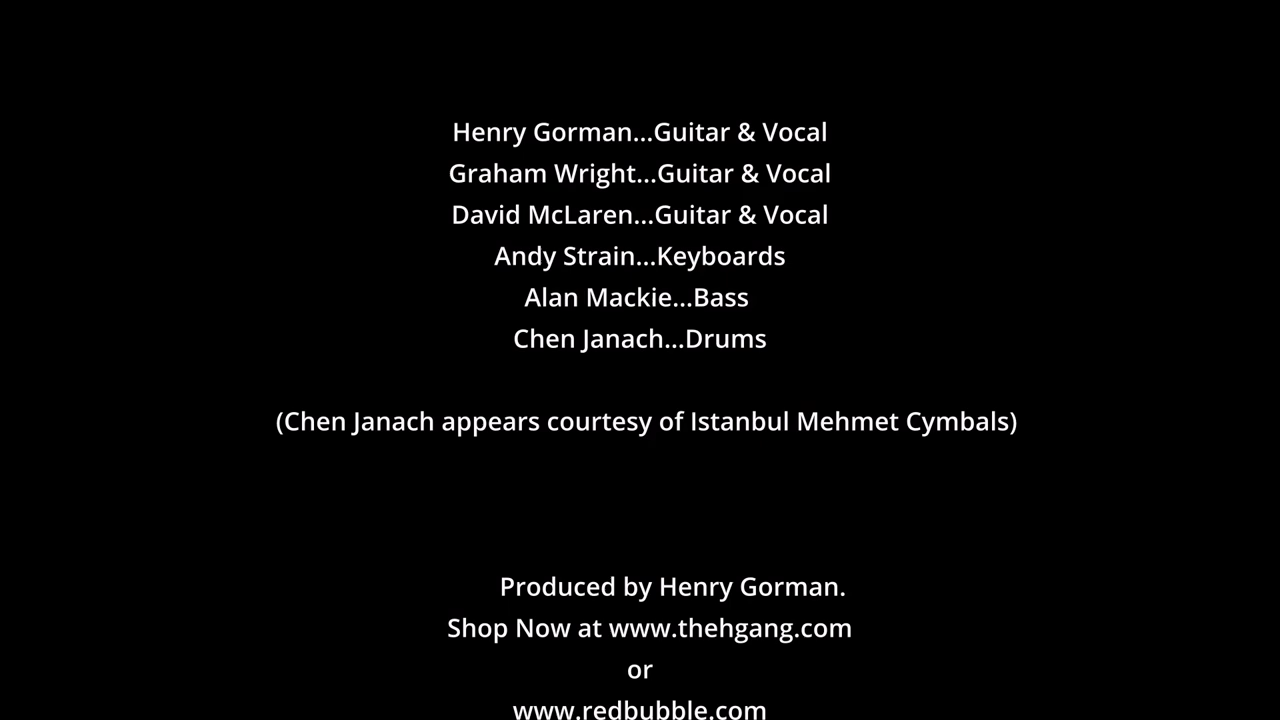 Henry Gorman...Guitar & Vocal
Graham Wright...Guitar & Vocal
David McLaren...Guitar & Vocal
Andy Strain...Keyboards
Alan Mackie...Bass
Chen Janach...Drums
(Chen Janach appears courtesy of Istanbul Mehmet Cymbals)
Produced by Henry Gorman.
Shop Now at www.thehgang.com
or
www.redbubble.com